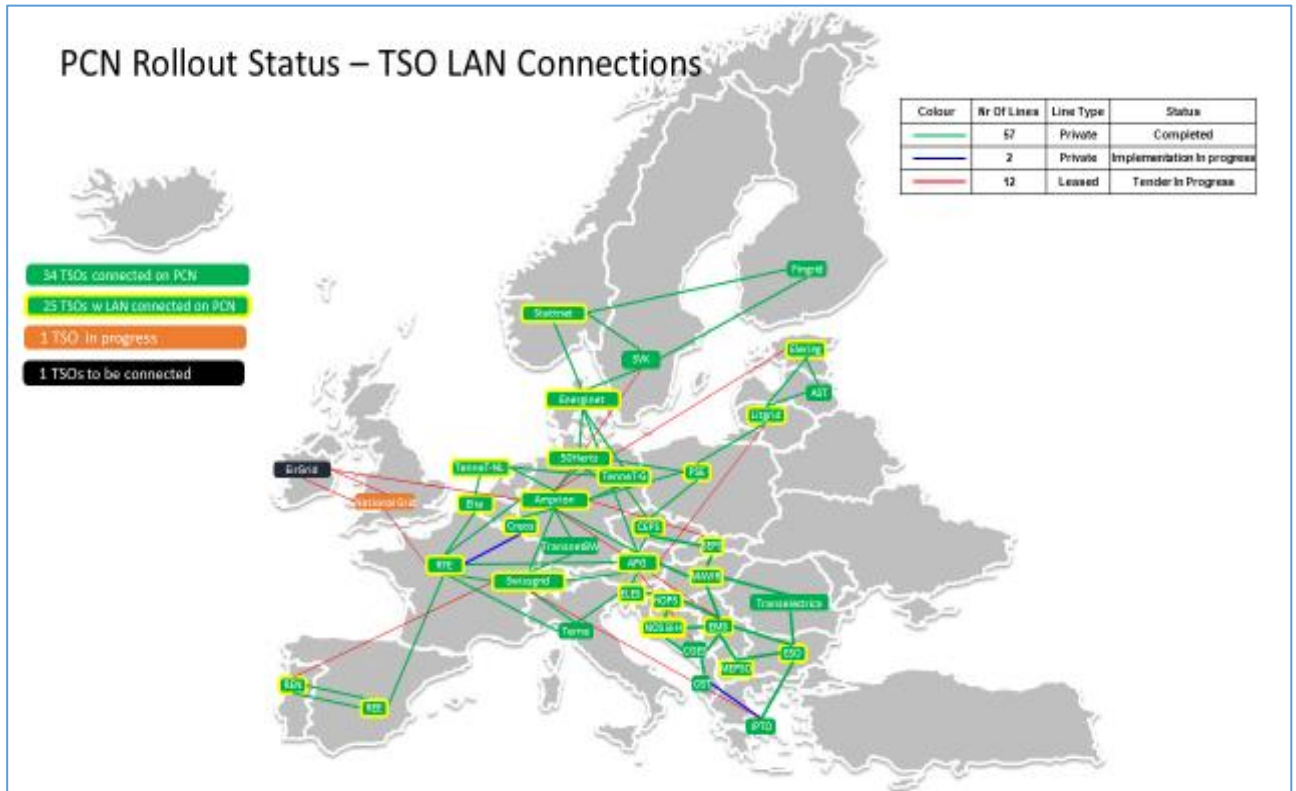 PCN Rollout Status – TSO LAN Connections
Colour Nr Of Lines Line Type Status
57 Private Completed
2 Private Implementation In progress
12 Leased Tender In Progress
34 TSOs connected on PCN
25 TSOs w LAN connected on PCN
1 TSO In progress
1 TSOs to be connected
Fingrid
Stattnet
SVK
Elering
AST
Energinet
Litgrid
50Hertz
EirGrid
TenneT-NL
TenneT-G
PSE
National Grid
Elia
Amprion
Creos
CEPS
SEPS
TransnetBW
RTE
APG
Swissgrid
MAVIR
ELES
HOPS
Transelectrica
Terna
NOSBiH
EMS
CGES
ESO
MEPSO
REN
OST
REE
IPTO